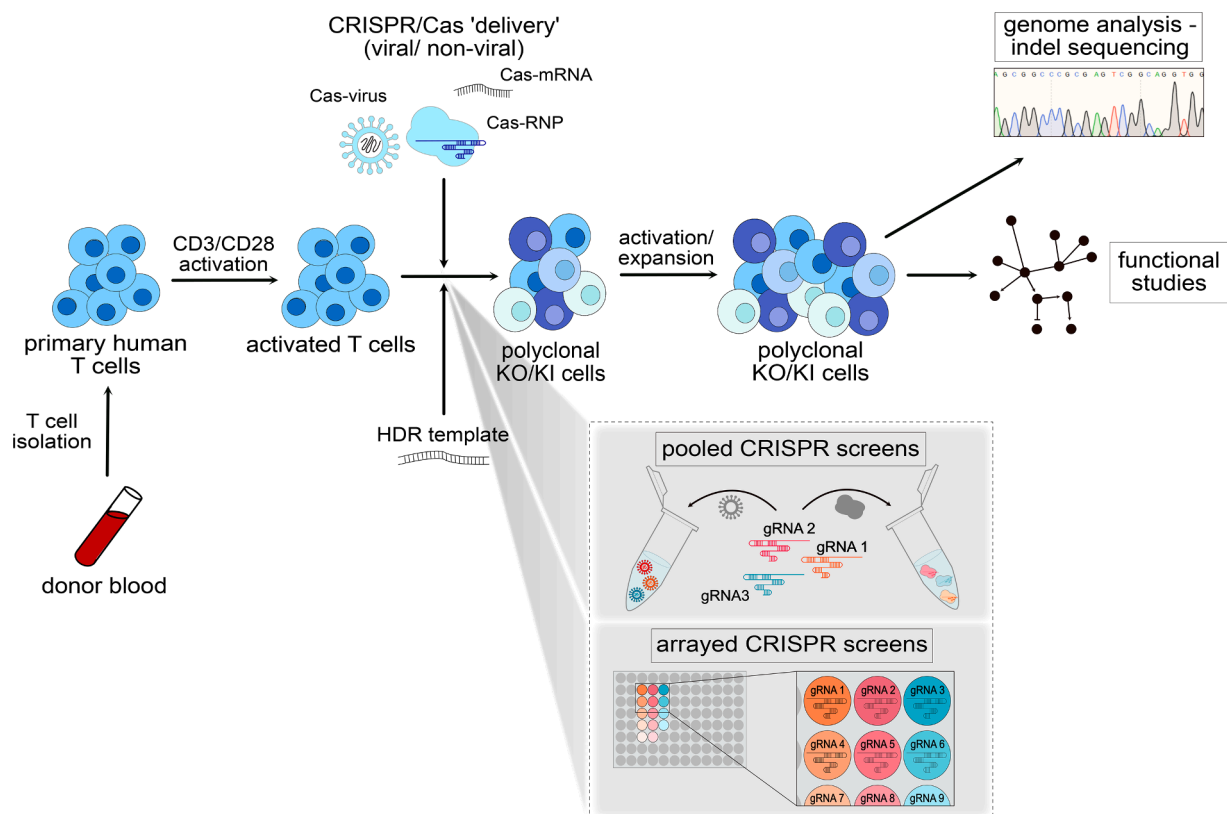 CRISPR/Cas 'delivery'
(viral/ non-viral)
Cas-mRNA
Cas-virus
Cas-RNP
genome analysis -
indel sequencing
A G C G G C C C G C G A G T C G G C A G G T G G
CD3/CD28
activation
activation/
expansion
primary human
T cells
activated T cells
polyclonal
KO/KI cells
polyclonal
KO/KI cells
functional
studies
T cell
isolation
HDR template
donor blood
pooled CRISPR screens
gRNA 2
gRNA 1
gRNA3
arrayed CRISPR screens
gRNA 1
gRNA 2
gRNA 3
gRNA 4
gRNA 5
gRNA 6
gRNA 7
gRNA 8
gRNA 9